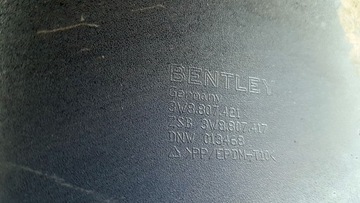 BENTLEY
Germany
3W8.807.421
ZSB 3W8.807.417
DNW 013468
>PP/EPDM-T10<